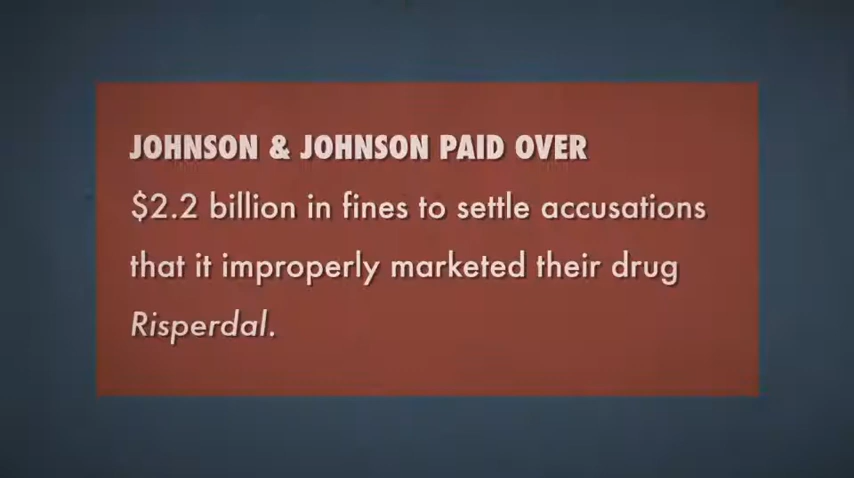 JOHNSON & JOHNSON PAID OVER
$2.2 billion in fines to settle accusations
that it improperly marketed their drug
Risperdal.